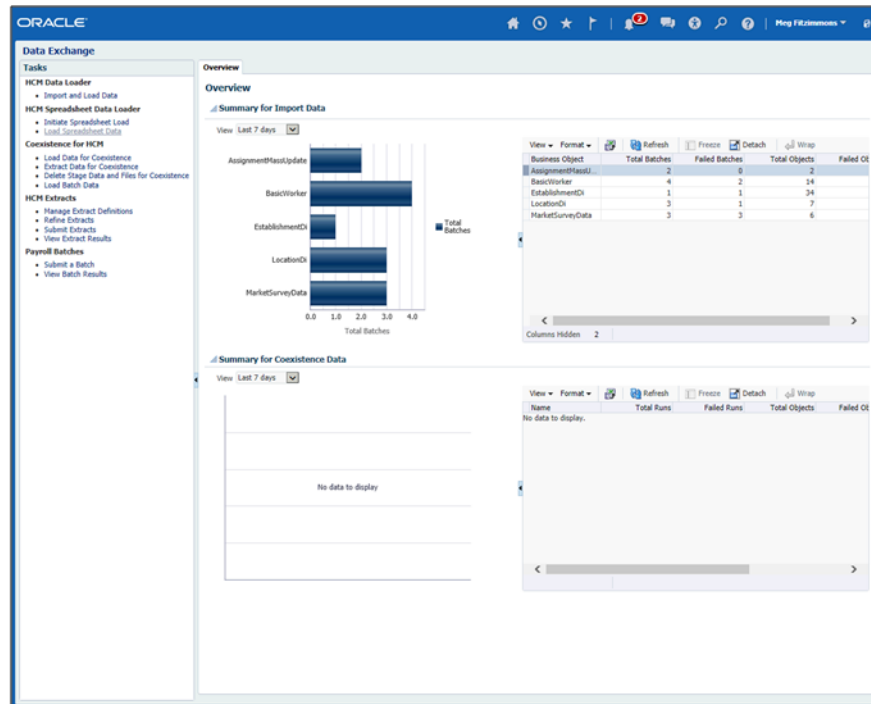 ORACLE
2
Meg Fitzimmons
Data Exchange
Tasks
HCM Data Loader
Import and Load Data
HCM Spreadsheet Data Loader
Initiate Spreadsheet Load
Load Spreadsheet Data
Coexistence for HCM
Load Data for Coexistence
Extract Data for Coexistence
Delete Stage Data and Files for Coexistence
Load Batch Data
HCM Extracts
Manage Extract Definitions
Refine Extracts
Submit Extracts
View Extract Results
Payroll Batches
Submit a Batch
View Batch Results
Overview
Overview
Summary for Import Data
View Last 7 days
AssignmentMassUpdate
BasicWorker
EstablishmentDi
LocationDi
MarketSurveyData
0.0 1.0 2.0 3.0 4.0
Total Batches
Total Batches
View Format Refresh Freeze Detach Wrap
Business Object Total Batches Failed Batches Total Objects Failed Ot
AssignmentMassU... 2 0 2
BasicWorker 4 2 14
EstablishmentDi 1 1 34
LocationDi 3 1 7
MarketSurveyData 3 3 6
Columns Hidden 2
Summary for Coexistence Data
View Last 7 days
No data to display
View Format Refresh Freeze Detach Wrap
Name Total Runs Failed Runs Total Objects Failed Ot
No data to display.